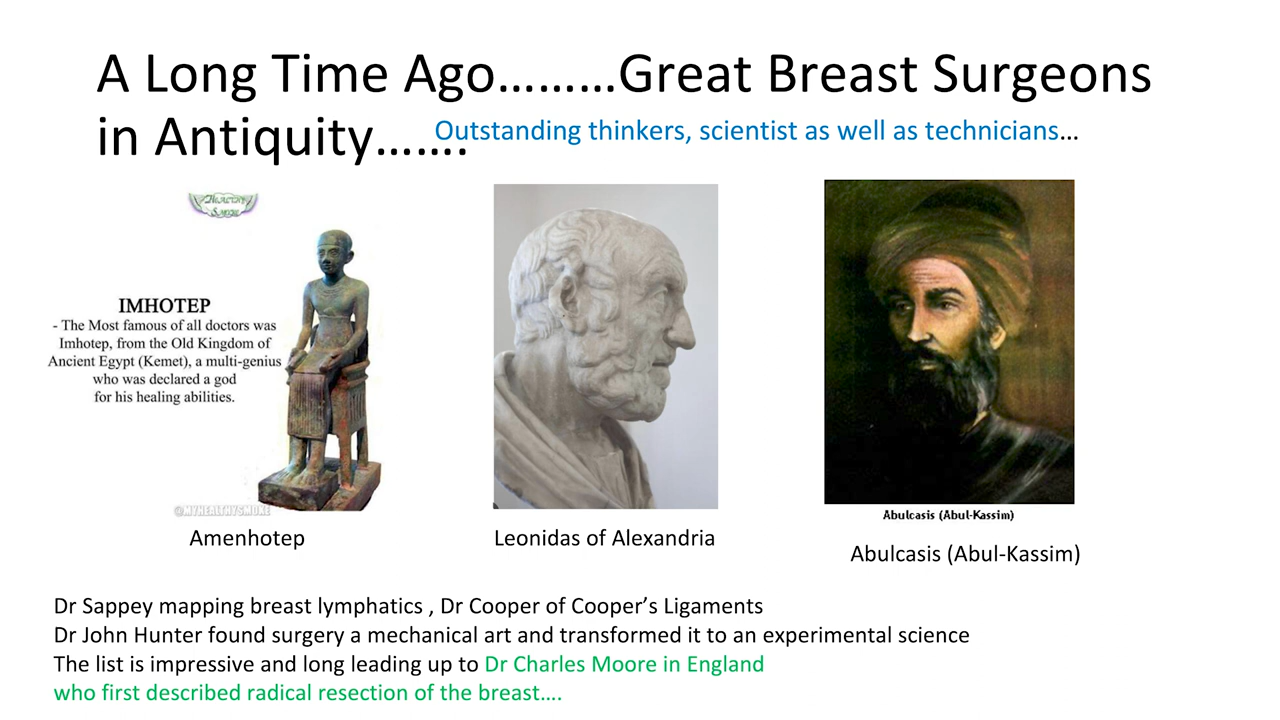 A Long Time Ago………Great Breast Surgeons
in Antiquity…….
Outstanding thinkers, scientist as well as technicians…
HEALTHY
SMOKE
IMHOTEP
- The Most famous of all doctors was
Imhotep, from the Old Kingdom of
Ancient Egypt (Kemet), a multi-genius
who was declared a god
for his healing abilities.
@MYHEALTHYSMOKE
Amenhotep
Leonidas of Alexandria
Abulcasis (Abul-Kassim)
Abulcasis (Abul-Kassim)
Dr Sappey mapping breast lymphatics , Dr Cooper of Cooper’s Ligaments
Dr John Hunter found surgery a mechanical art and transformed it to an experimental science
The list is impressive and long leading up to Dr Charles Moore in England
who first described radical resection of the breast….